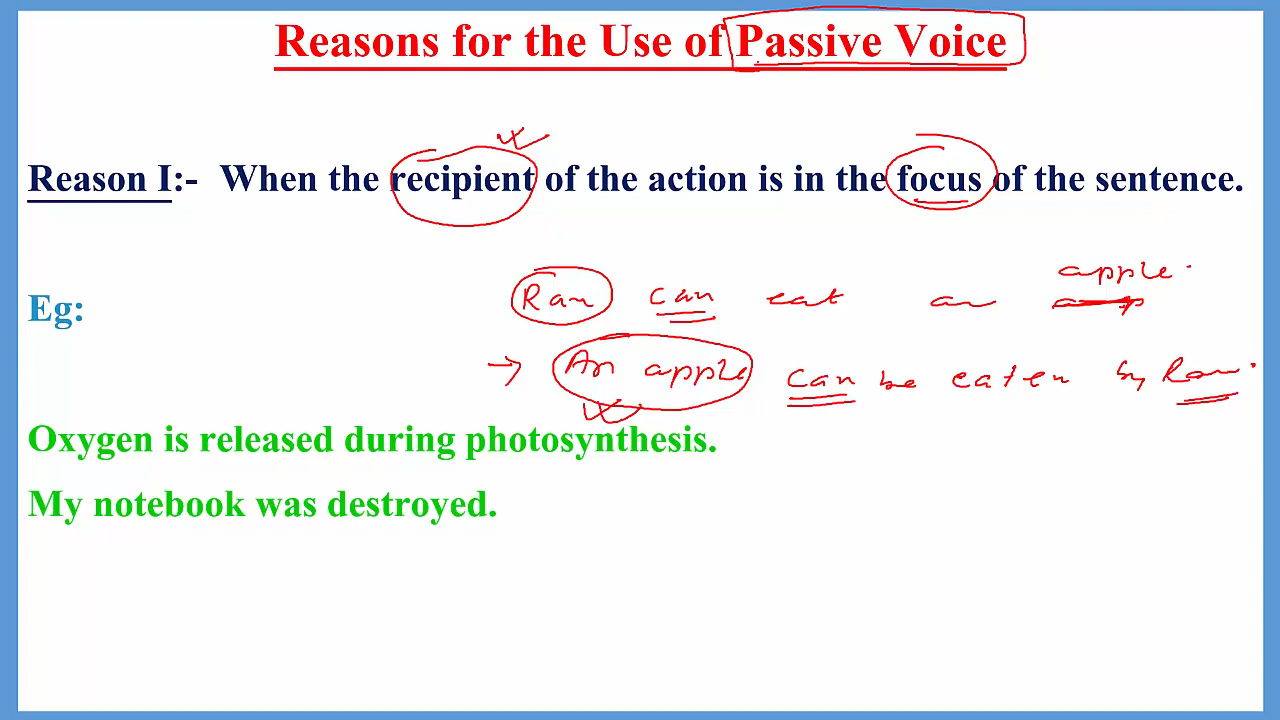 Reasons for the Use of Passive Voice
Reason I:- When the recipient of the action is in the focus of the sentence.
Eg:
Ram can eat an apple.
→ An apple can be eaten by Ram.
Oxygen is released during photosynthesis.
My notebook was destroyed.